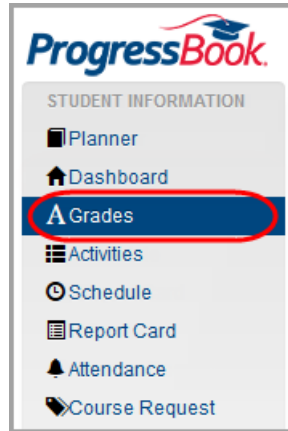 ProgressBook.
STUDENT INFORMATION
Planner
Dashboard
A Grades
Activities
Schedule
Report Card
Attendance
Course Request